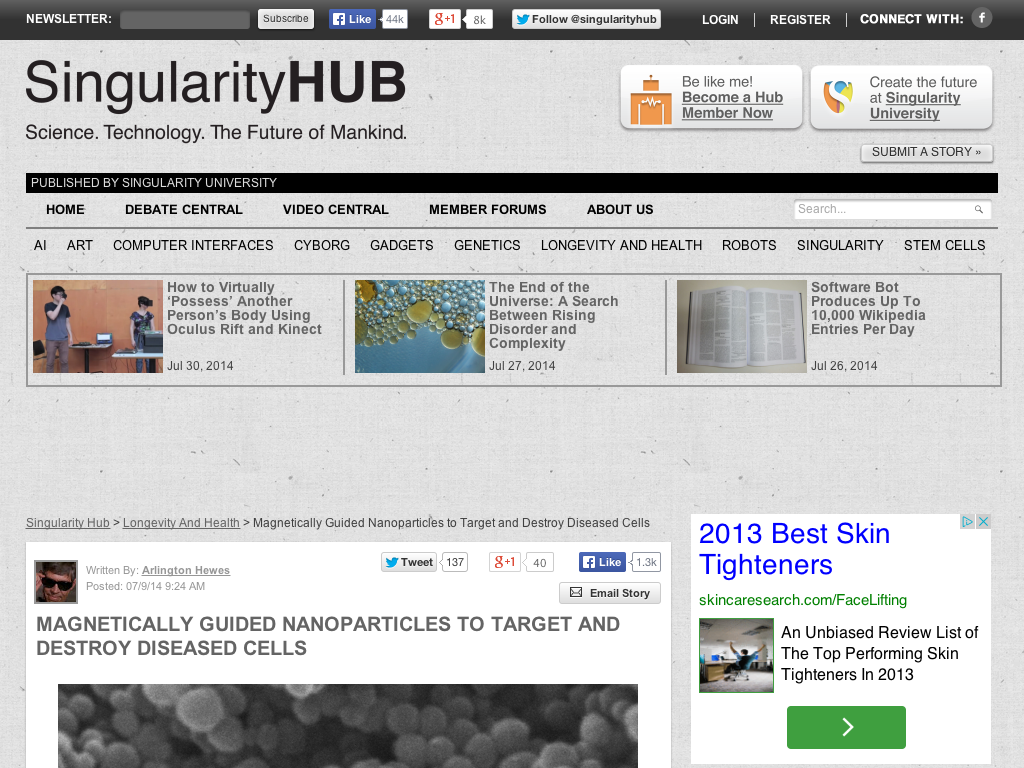 NEWSLETTER:
Subscribe
Like
44k
g+1
8k
Follow @singularityhub
LOGIN
REGISTER
CONNECT WITH:
f
SingularityHUB
Science. Technology. The Future of Mankind.
Be like me!
Become a Hub
Member Now
Create the future
at Singularity
University
SUBMIT A STORY »
PUBLISHED BY SINGULARITY UNIVERSITY
HOME
DEBATE CENTRAL
VIDEO CENTRAL
MEMBER FORUMS
ABOUT US
Search...
AI
ART
COMPUTER INTERFACES
CYBORG
GADGETS
GENETICS
LONGEVITY AND HEALTH
ROBOTS
SINGULARITY
STEM CELLS
How to Virtually
‘Possess’ Another
Person’s Body Using
Oculus Rift and Kinect
Jul 30, 2014
The End of the
Universe: A Search
Between Rising
Disorder and
Complexity
Jul 27, 2014
Software Bot
Produces Up To
10,000 Wikipedia
Entries Per Day
Jul 26, 2014
Singularity Hub > Longevity And Health > Magnetically Guided Nanoparticles to Target and Destroy Diseased Cells
Written By: Arlington Hewes
Posted: 07/9/14 9:24 AM
Tweet
137
g+1
40
Like
1.3k
Email Story
MAGNETICALLY GUIDED NANOPARTICLES TO TARGET AND
DESTROY DISEASED CELLS
2013 Best Skin
Tighteners
skincaresearch.com/FaceLifting
An Unbiased Review List of
The Top Performing Skin
Tighteners In 2013